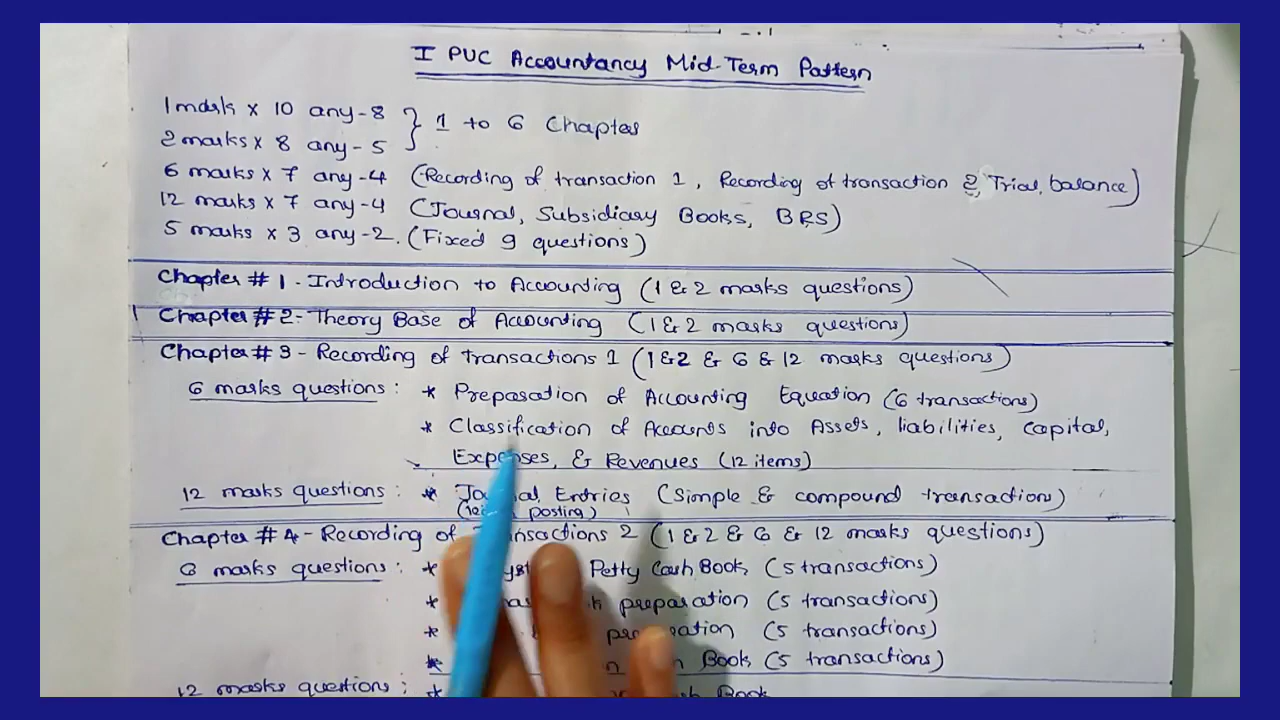 I PUC Accountancy Mid-Term Pattern
1mark x 10 any-8 } 1 to 6 Chapter
2 marks x 8 any-5
6 marks x 7 any-4 (Recording of transaction 1, Recording of transaction 2, Trial balance)
12 marks x 7 any-4 (Journal, Subsidiary Books, BRS)
5 marks x 3 any-2. (Fixed 9 questions)
Chapter # 1 - Introduction to Accounting (1 & 2 marks questions)
Chapter # 2 - Theory Base of Accounting (1 & 2 marks questions)
Chapter # 3 - Recording of transactions 1 (1 & 2 & 6 & 12 marks questions)
6 marks questions : * Preparation of Accounting Equation (6 transactions)
* Classification of Accounts into Assets, liabilities, Capital,
Expenses, & Revenues (12 items)
12 marks questions : * Journal Entries (Simple & compound transaction)
posting)
Chapter # 4 - Recording of Transactions 2 (1 & 2 & 6 & 12 marks questions)
6 marks questions : * Petty Cash Book (5 transactions)
* preparation (5 transactions)
* preparation (5 transactions)
* Book (5 transactions)
12 marks questions : * Book